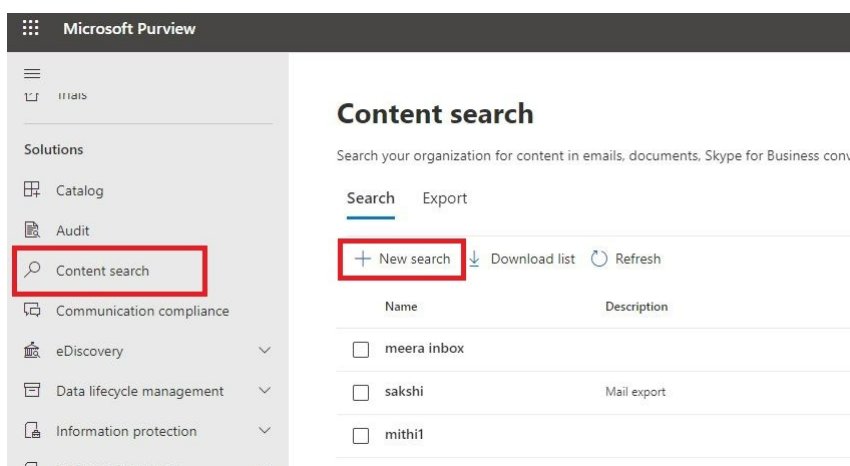 Microsoft Purview
Trials
Solutions
Catalog
Audit
Content search
Communication compliance
eDiscovery
Data lifecycle management
Information protection
Content search
Search your organization for content in emails, documents, Skype for Business conv
Search Export
New search Download list Refresh
Name Description
meera inbox
sakshi Mail export
mithi1